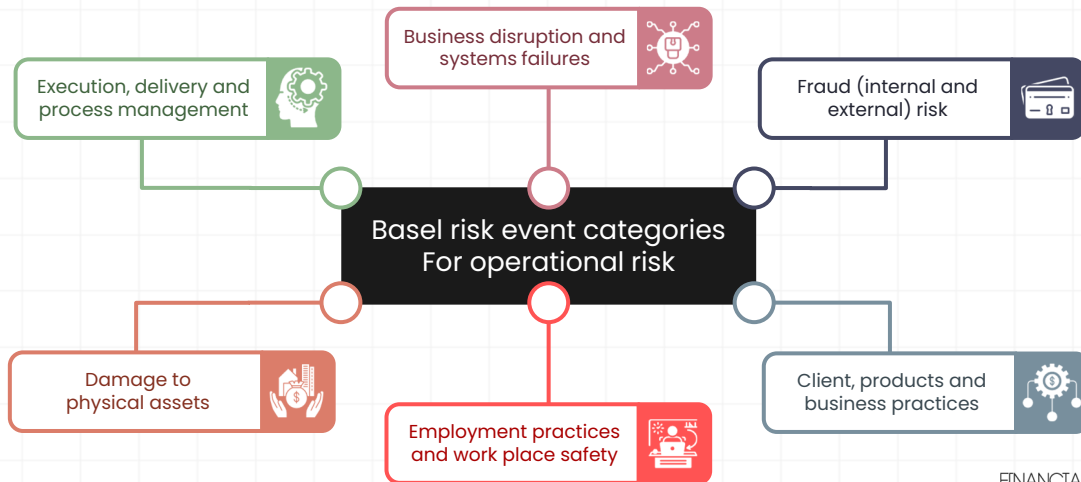 Business disruption and
systems failures
Execution, delivery and
process management
Fraud (internal and
external) risk
Basel risk event categories
For operational risk
Damage to
physical assets
Client, products and
business practices
Employment practices
and work place safety
FINANCIA